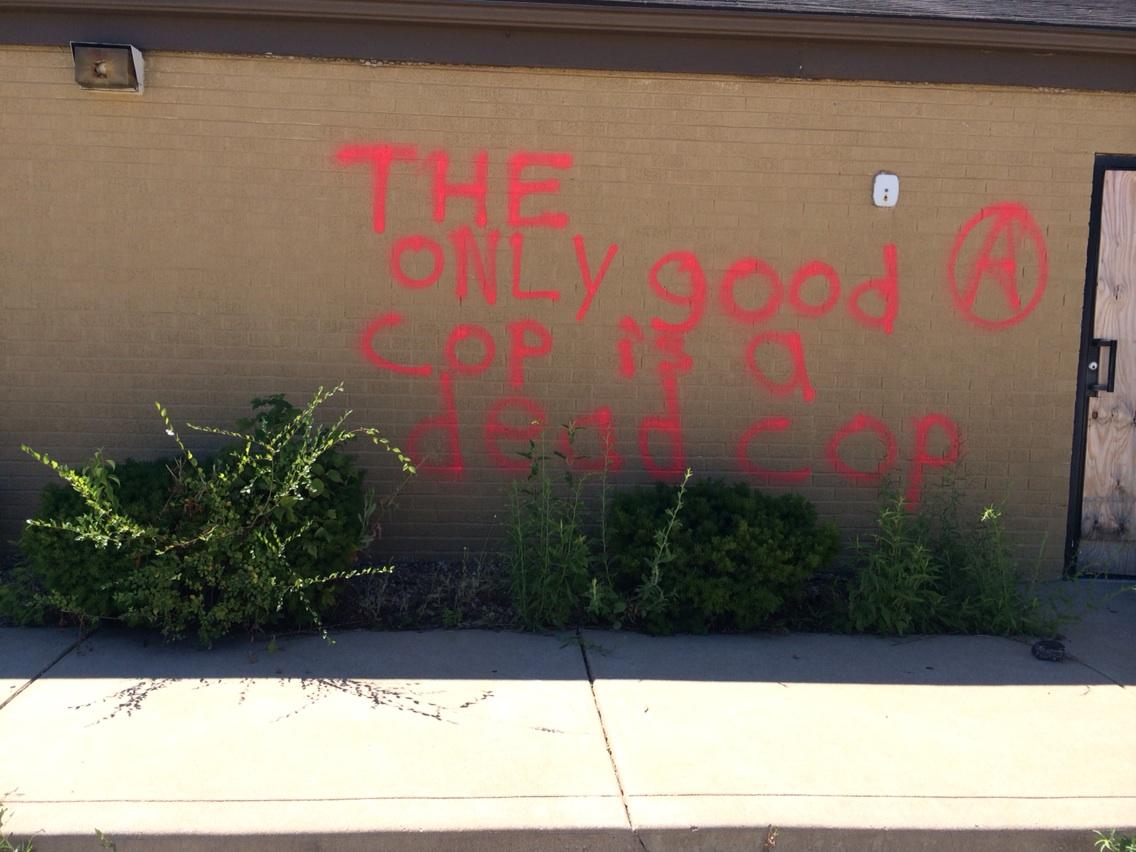 THE
ONLY good
cop is a
dead cop
A